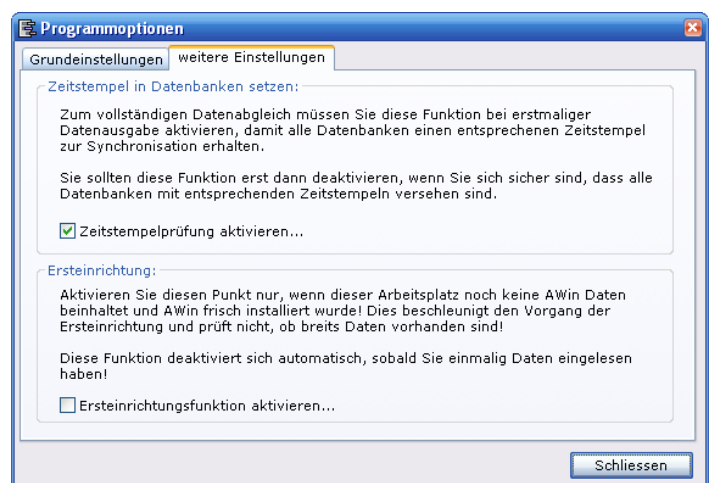 Programmoptionen
Grundeinstellungen
weitere Einstellungen
Zeitstempel in Datenbanken setzen:
Zum vollständigen Datenabgleich müssen Sie diese Funktion bei erstmaliger
Datenausgabe aktivieren, damit alle Datenbanken einen entsprechenen Zeitstempel
zur Synchronisation erhalten.
Sie sollten diese Funktion erst dann deaktivieren, wenn Sie sich sicher sind, dass alle
Datenbanken mit entsprechenden Zeitstempeln versehen sind.
Zeitstempelprüfung aktivieren...
Ersteinrichtung:
Aktivieren Sie diesen Punkt nur, wenn dieser Arbeitsplatz noch keine AWin Daten
beinhaltet und AWin frisch installiert wurde! Dies beschleunigt den Vorgang der
Ersteinrichtung und prüft nicht, ob breits Daten vorhanden sind!
Diese Funktion deaktiviert sich automatisch, sobald Sie einmalig Daten eingelesen
haben!
Ersteinrichtungsfunktion aktivieren...
Schliessen